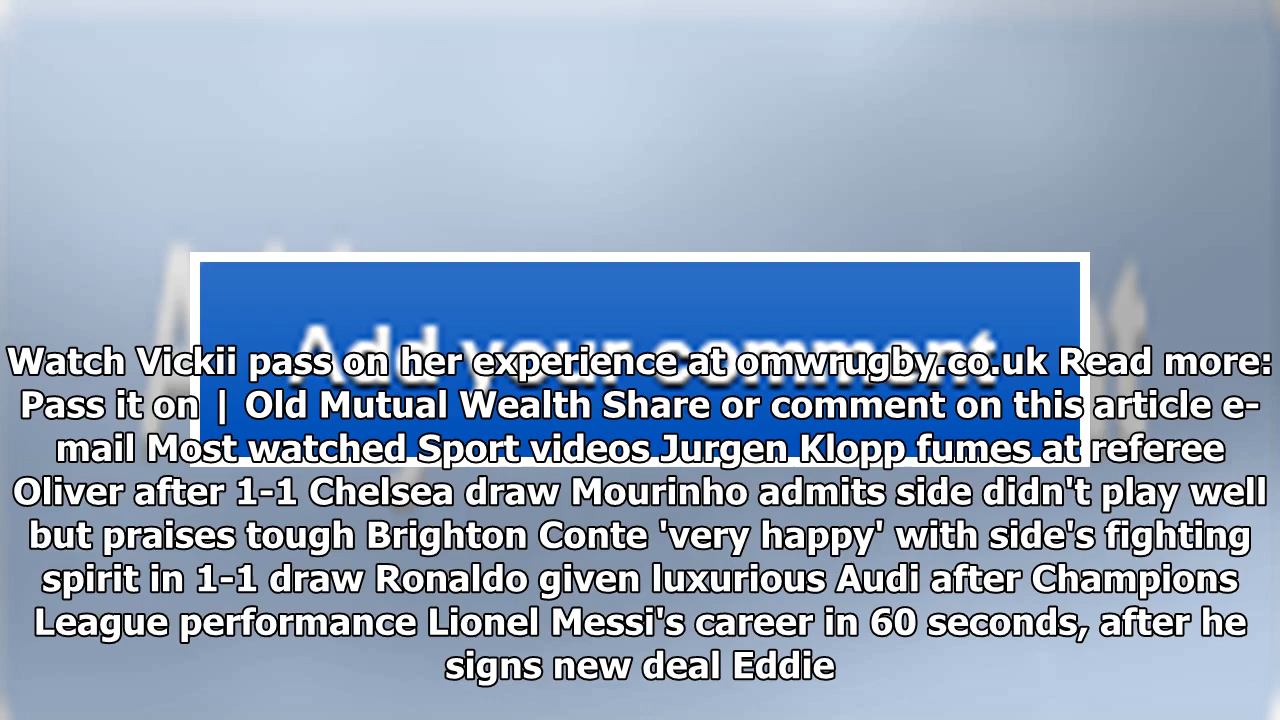 Add your comment
Watch Vickii pass on her experience at omwrugby.co.uk Read more:
Pass it on | Old Mutual Wealth Share or comment on this article e-
mail Most watched Sport videos Jurgen Klopp fumes at referee
Oliver after 1-1 Chelsea draw Mourinho admits side didn't play well
but praises tough Brighton Conte 'very happy' with side's fighting
spirit in 1-1 draw Ronaldo given luxurious Audi after Champions
League performance Lionel Messi's career in 60 seconds, after he
signs new deal Eddie